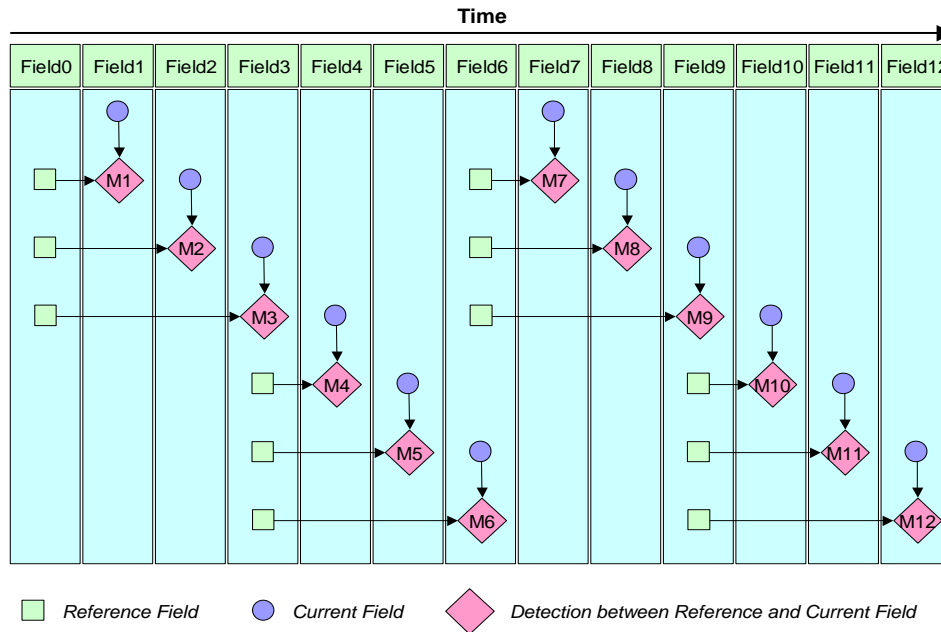 Time
Field0 Field1 Field2 Field3 Field4 Field5 Field6 Field7 Field8 Field9 Field10 Field11 Field12
M1 M7
M2 M8
M3 M9
M4 M10
M5 M11
M6 M12
Reference Field Current Field Detection between Reference and Current Field